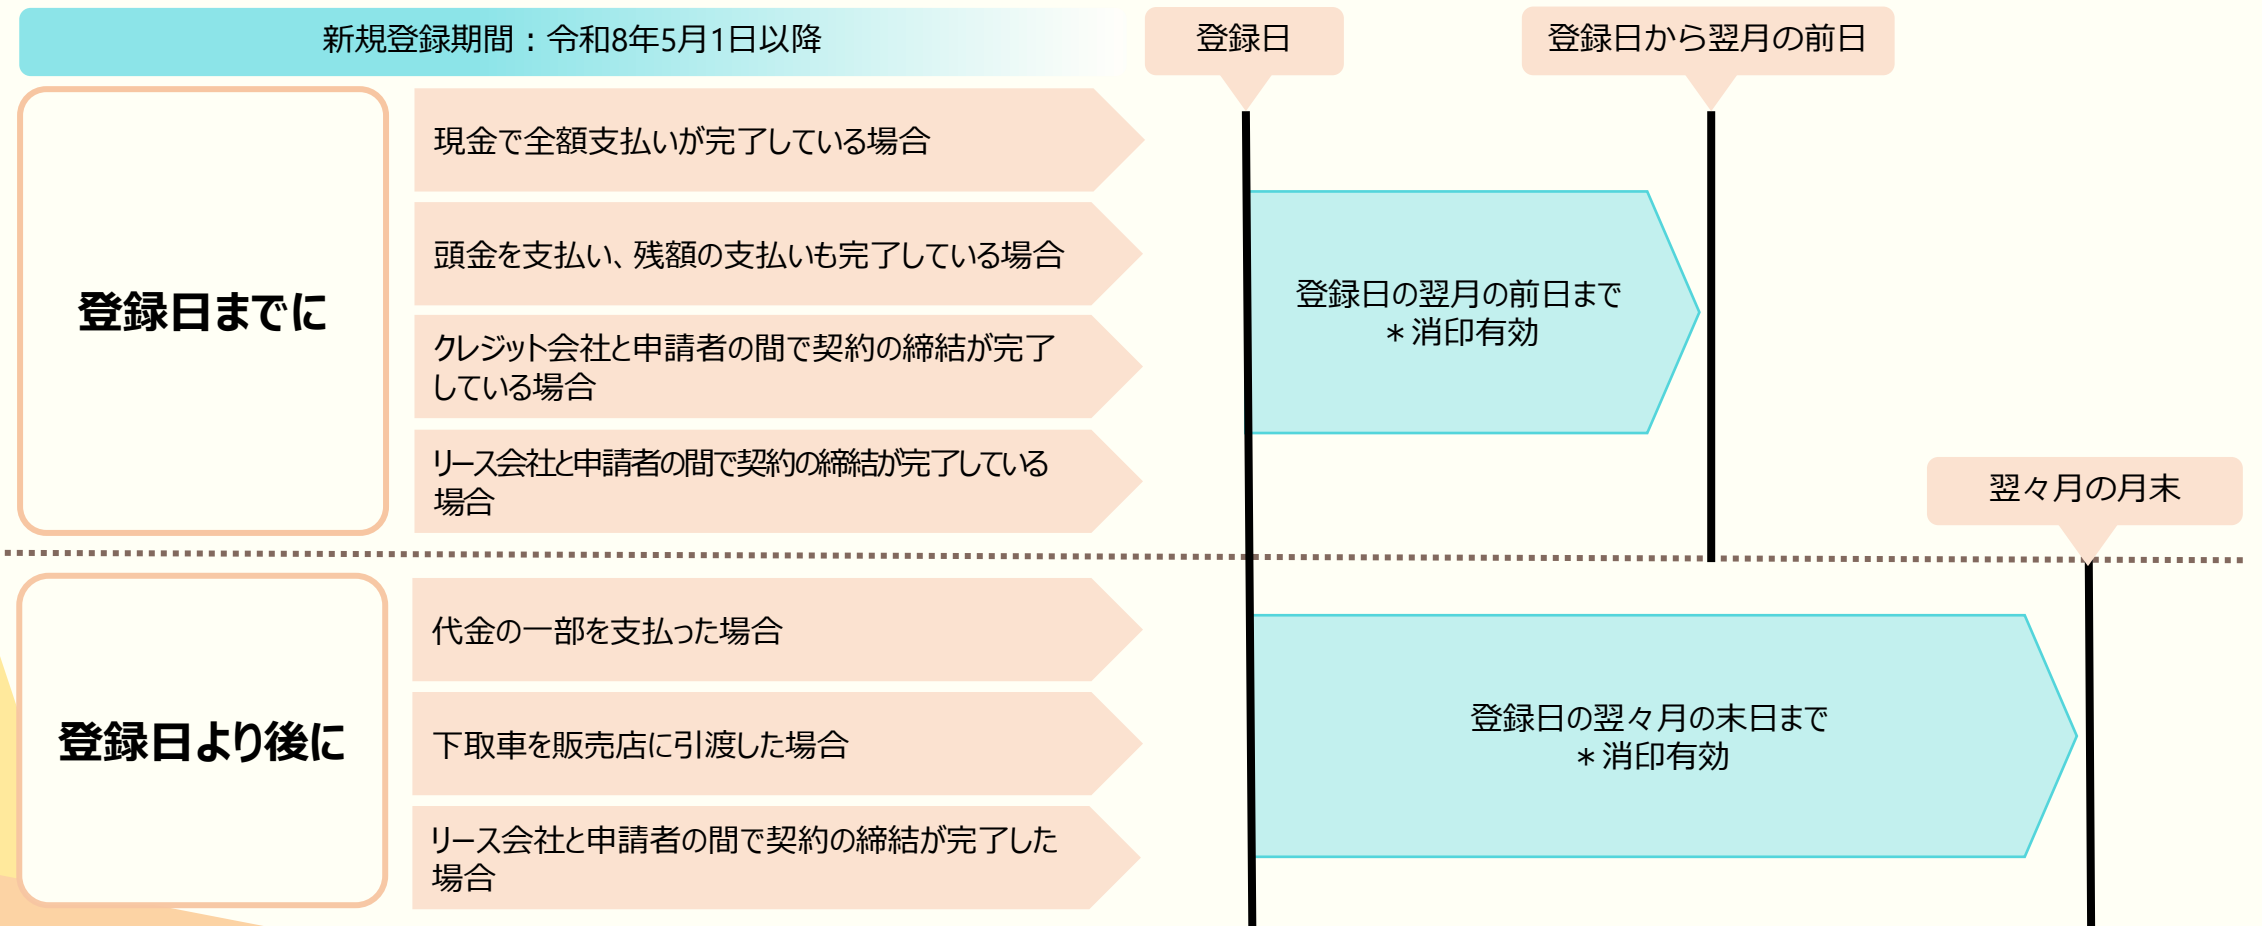 新規登録期間：令和8年5月1日以降
登録日
登録日から翌月の前日
登録日までに
現金で全額支払いが完了している場合
頭金を支払い、残額の支払いも完了している場合
クレジット会社と申請者の間で契約の締結が完了
している場合
リース会社と申請者の間で契約の締結が完了している
場合
登録日の翌月の前日まで
＊消印有効
翌々月の月末
登録日より後に
代金の一部を支払った場合
下取車を販売店に引渡した場合
リース会社と申請者の間で契約の締結が完了した
場合
登録日の翌々月の末日まで
＊消印有効